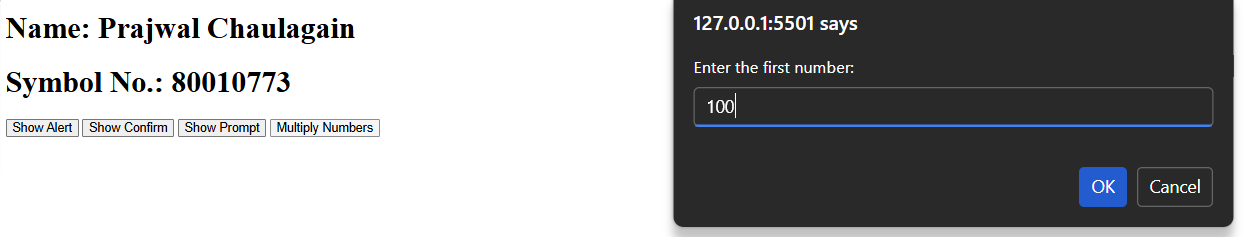 Name: Prajwal Chaulagain
Symbol No.: 80010773
Show Alert Show Confirm Show Prompt Multiply Numbers
127.0.0.1:5501 says
Enter the first number:
100
OK Cancel